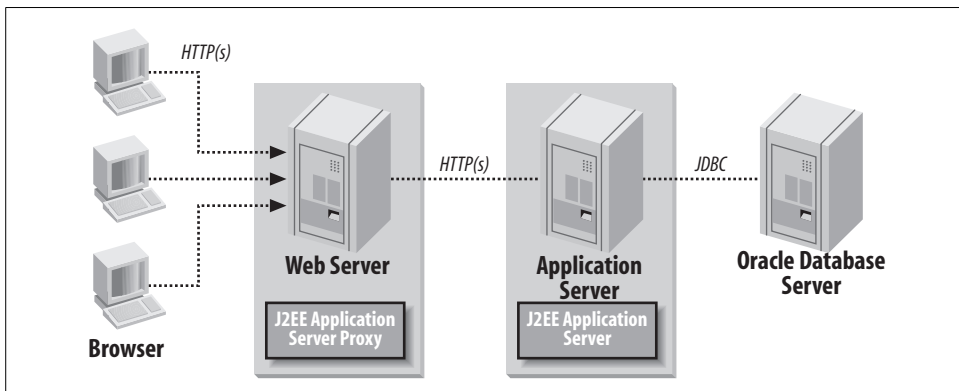 HTTP(s)
HTTP(s)
JDBC
Web Server
Application
Server
Oracle Database
Server
J2EE Application
Server Proxy
J2EE Application
Server
Browser